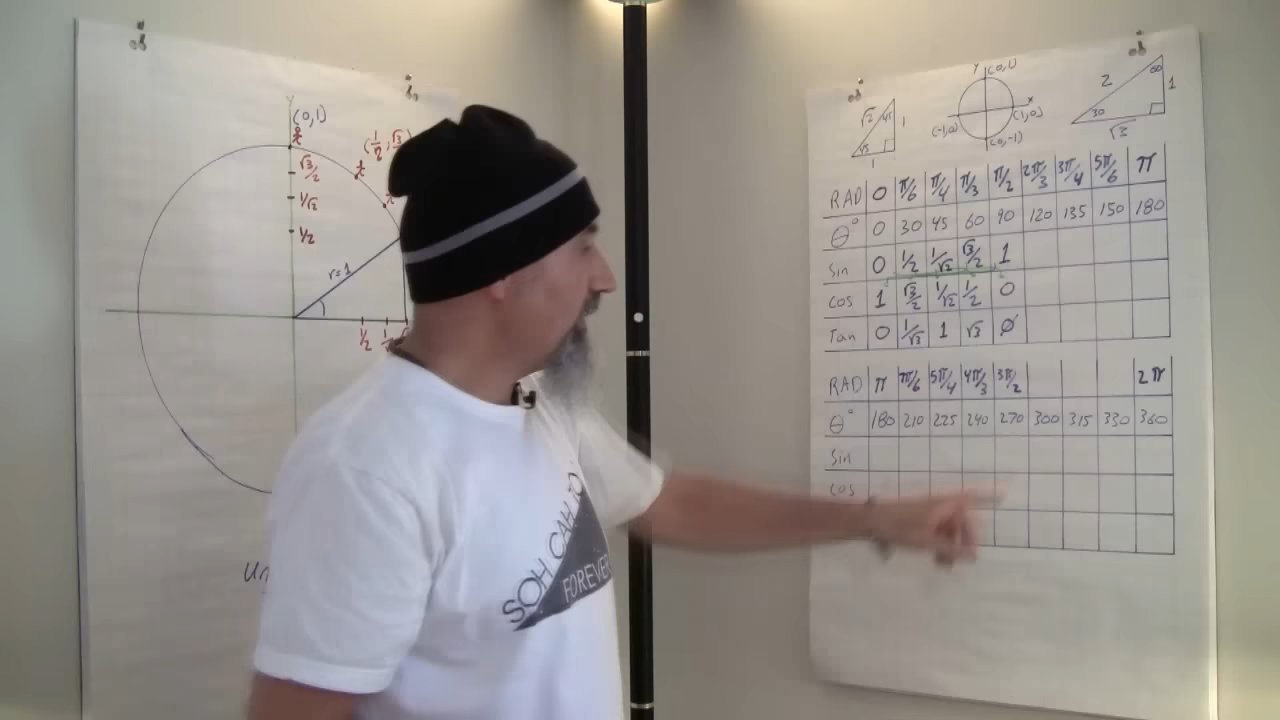 Y
(0,1)
t
√3/2
1/√2
1/2
(1/2, √3
t
t
r=1
1/2
SOH CAH TO
FOREVER
√2
45
45
1
1
Y
(0,1)
x
(-1,0)
(1,0)
(0,-1)
2
60
1
30
√3
RAD 0 π/6 π/4 π/3 π/2 2π/3 3π/4 5π/6 π
θ° 0 30 45 60 90 120 135 150 180
Sin 0 1/2 1/√2 √3/2 1
cos 1 √3/2 1/√2 1/2 0
Tan 0 1/√3 1 √3 Ø
RAD π 7π/6 5π/4 4π/3 3π/2 2π
θ° 180 210 225 240 270 300 315 330 360
Sin
cos